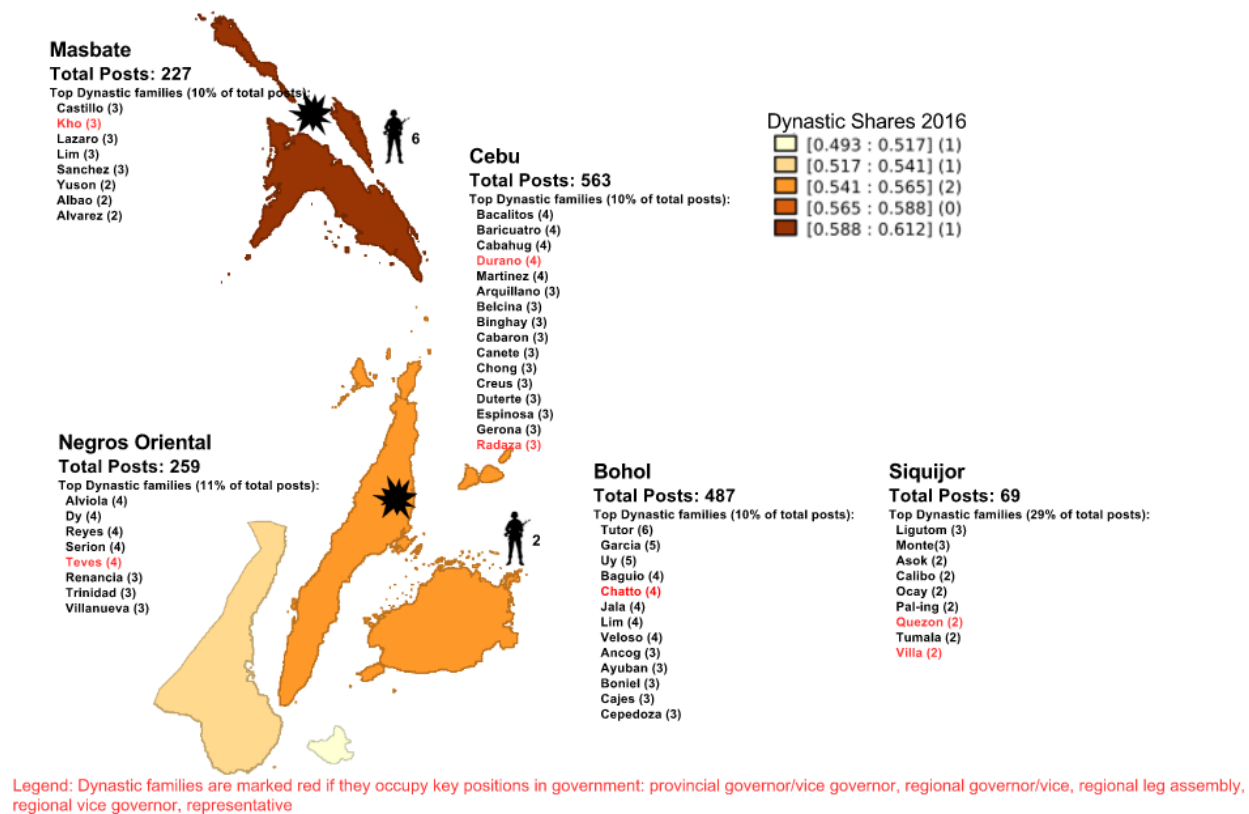 Masbate
Total Posts: 227
Top Dynastic families (10% of total posts):
Castillo (3)
Kho (3)
Lazaro (3)
Lim (3)
Sanchez (3)
Yuson (2)
Albao (2)
Alvarez (2)
6
Dynastic Shares 2016
[0.493 : 0.517] (1)
[0.517 : 0.541] (1)
[0.541 : 0.565] (2)
[0.565 : 0.588] (0)
[0.588 : 0.612] (1)
Cebu
Total Posts: 563
Top Dynastic families (10% of total posts):
Bacalitos (4)
Baricuatro (4)
Cabahug (4)
Durano (4)
Martinez (4)
Arquillano (3)
Belcina (3)
Binghay (3)
Cabaron (3)
Canete (3)
Chong (3)
Creus (3)
Duterte (3)
Espinosa (3)
Gerona (3)
Radaza (3)
Negros Oriental
Total Posts: 259
Top Dynastic families (11% of total posts):
Alviola (4)
Dy (4)
Reyes (4)
Serion (4)
Teves (4)
Renancia (3)
Trinidad (3)
Villanueva (3)
2
Bohol
Total Posts: 487
Top Dynastic families (10% of total posts):
Tutor (6)
Garcia (5)
Uy (5)
Baguio (4)
Chatto (4)
Jala (4)
Lim (4)
Veloso (4)
Ancog (3)
Ayuban (3)
Boniel (3)
Cajes (3)
Cepedoza (3)
Siquijor
Total Posts: 69
Top Dynastic families (29% of total posts):
Ligutom (3)
Monte(3)
Asok (2)
Calibo (2)
Ocay (2)
Pal-ing (2)
Quezon (2)
Tumala (2)
Villa (2)
Legend: Dynastic families are marked red if they occupy key positions in government: provincial governor/vice governor, regional governor/vice, regional leg assembly,
regional vice governor, representative